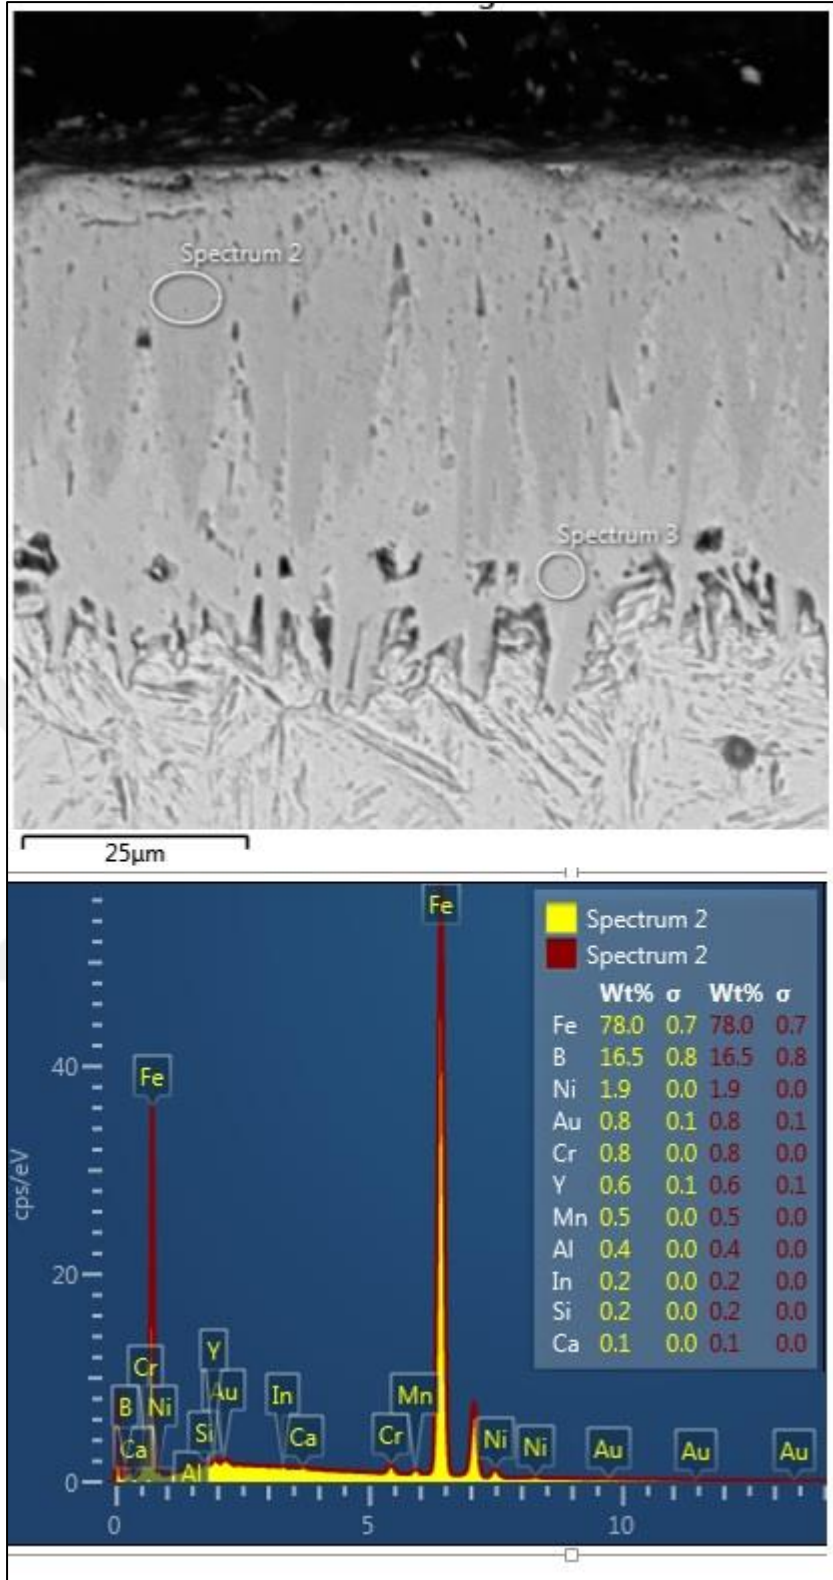 Spectrum 2
Spectrum 3
25µm
Fe
Spectrum 2
Spectrum 2
Wt% σ Wt% σ
Fe 78.0 0.7 78.0 0.7
B 16.5 0.8 16.5 0.8
Ni 1.9 0.0 1.9 0.0
Au 0.8 0.1 0.8 0.1
Cr 0.8 0.0 0.8 0.0
Y 0.6 0.1 0.6 0.1
Mn 0.5 0.0 0.5 0.0
Al 0.4 0.0 0.4 0.0
In 0.2 0.0 0.2 0.0
Si 0.2 0.0 0.2 0.0
Ca 0.1 0.0 0.1 0.0
40
Fe
cps/eV
20
Y
Cr
Au
In
Mn
B
Ni
Si
Ca
Ca
Cr
Ni
Ni
Au
Au
Au
Al
0
0 5 10